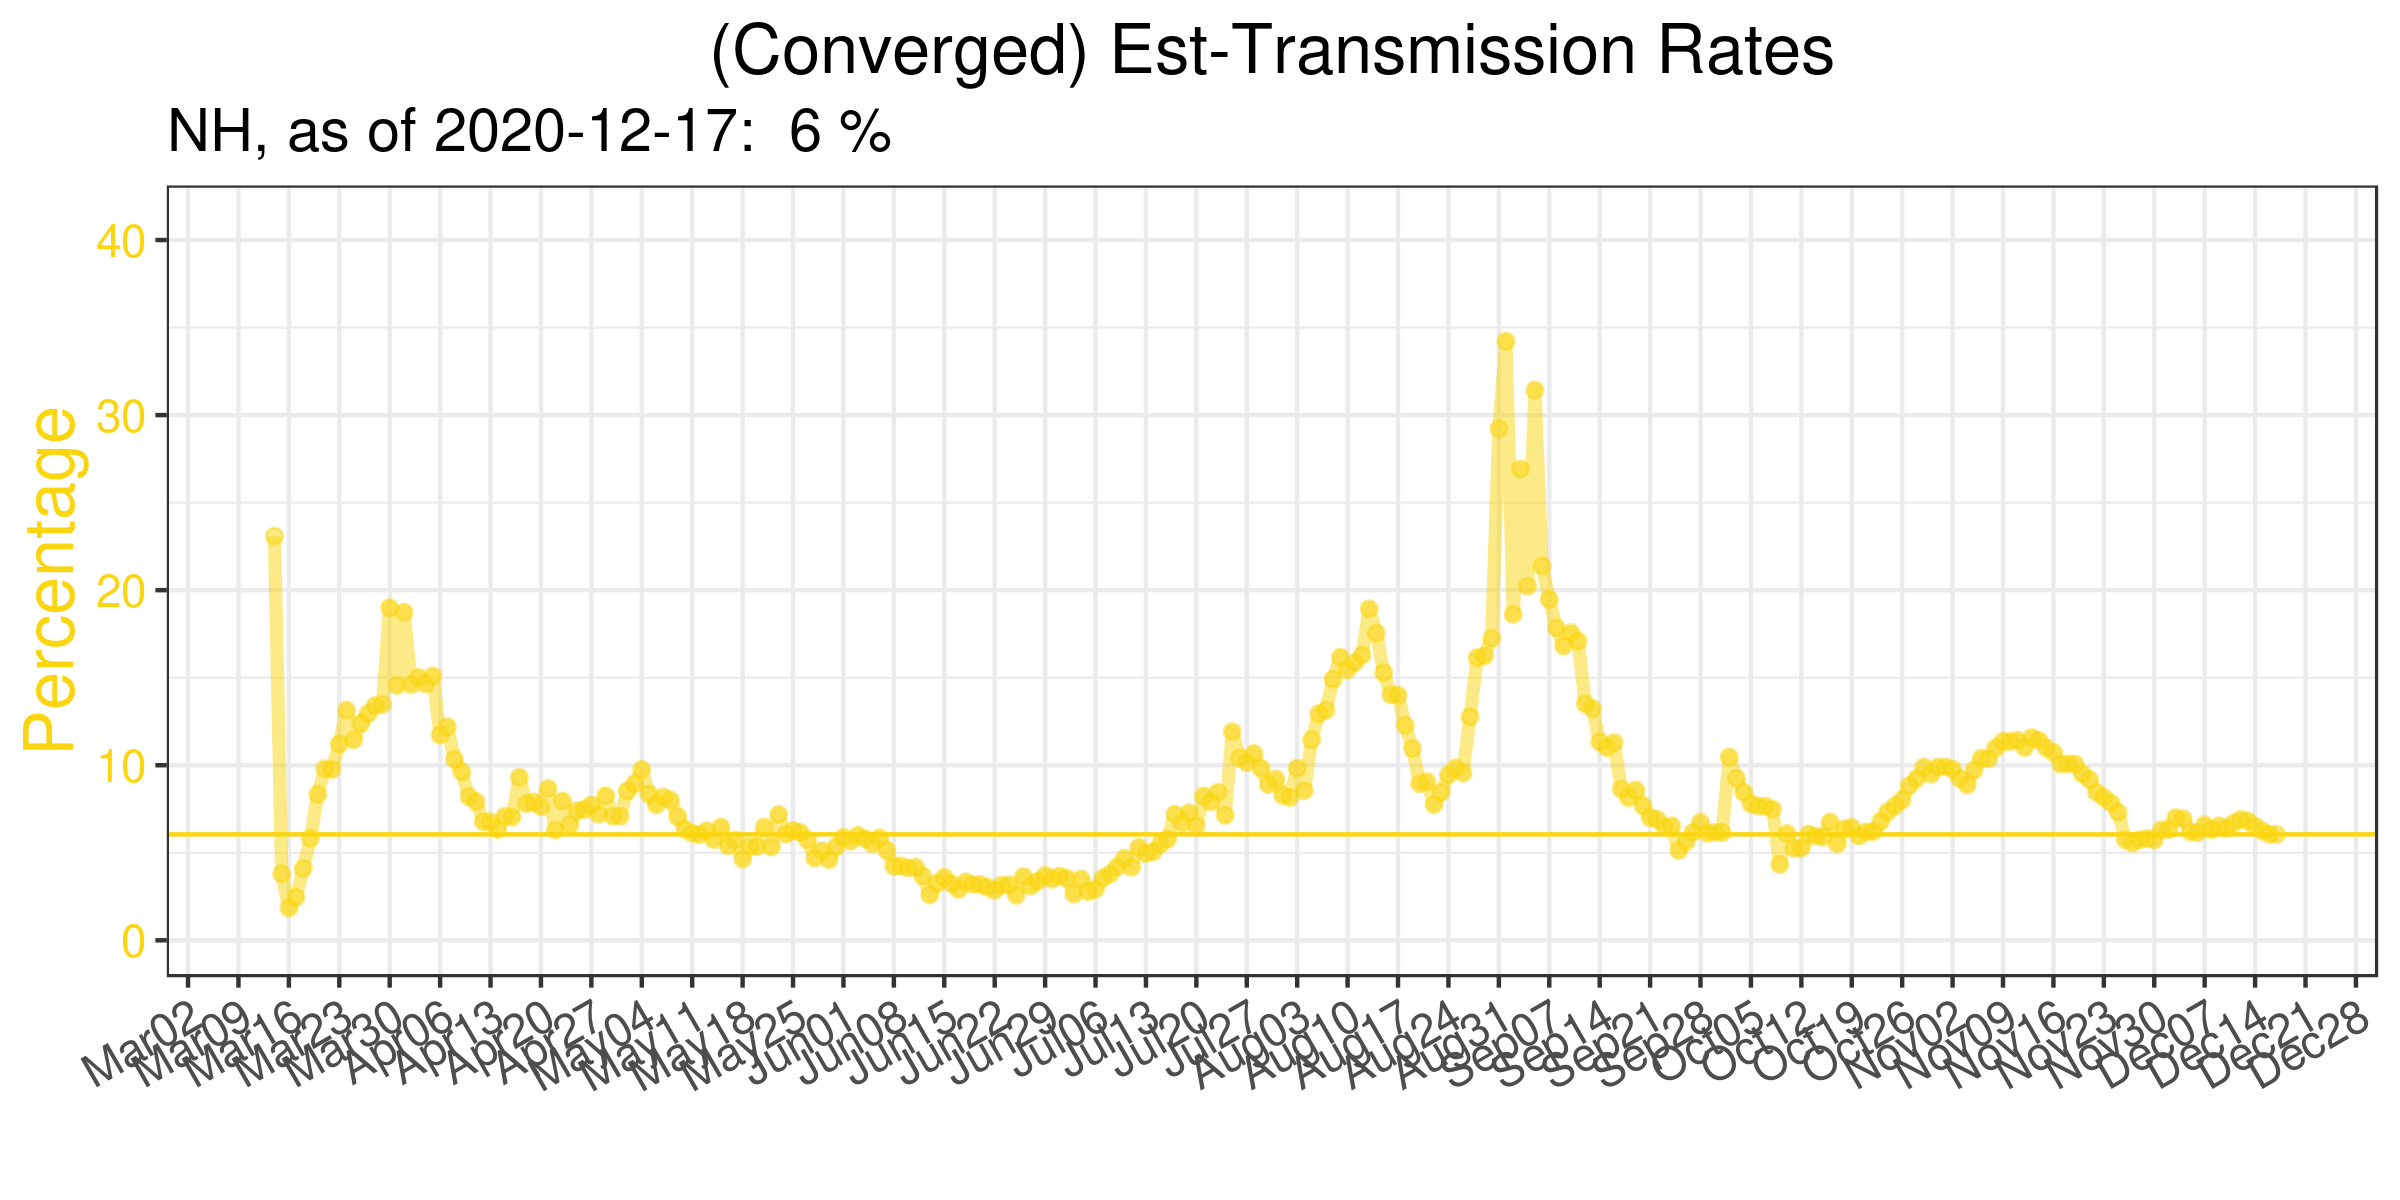 (Converged) Est-Transmission Rates
NH, as of 2020-12-17:  6 %
Percentage
40
30
20
10
0
Mar02
Mar09
Mar16
Mar23
Mar30
Apr06
Apr13
Apr20
Apr27
May04
May11
May18
May25
Jun01
Jun08
Jun15
Jun22
Jun29
Jul06
Jul13
Jul20
Jul27
Aug03
Aug10
Aug17
Aug24
Aug31
Sep07
Sep14
Sep21
Sep28
Oct05
Oct12
Oct19
Oct26
Nov02
Nov09
Nov16
Nov23
Nov30
Dec07
Dec14
Dec21
Dec28